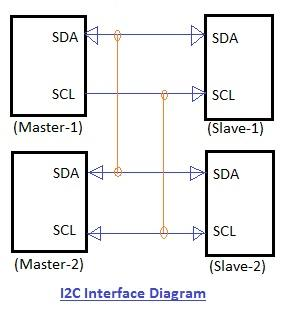 SDA SDA
SCL SCL
(Master-1) (Slave-1)
SDA SDA
SCL SCL
(Master-2) (Slave-2)
I2C Interface Diagram